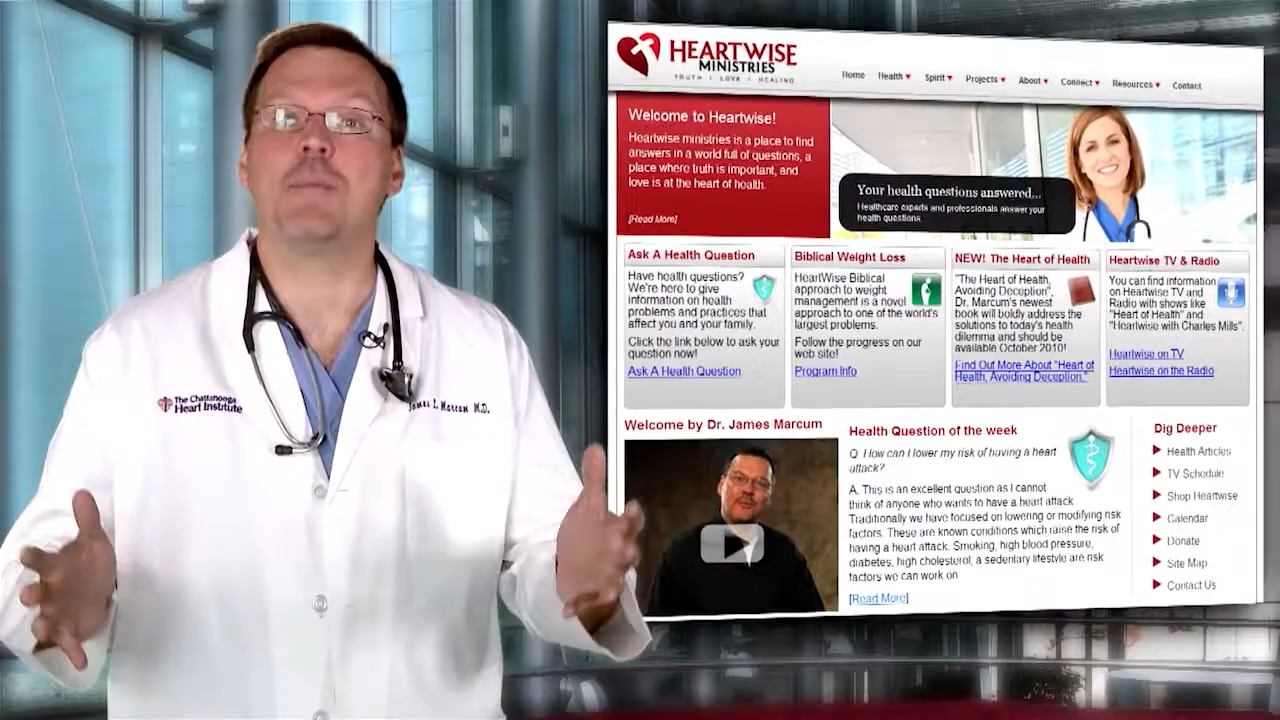 HEARTWISE
MINISTRIES
TRUTH | LOVE | HEALING
Home Health Spirit Projects About Connect Resources Contact
Welcome to Heartwise!
Heartwise ministries is a place to find
answers in a world full of questions, a
place where truth is important, and
love is at the heart of health.
[Read More]
Your health questions answered...
Healthcare experts and professionals answer your
health questions.
Ask A Health Question
Have health questions?
We're here to give
information on health
problems and practices that
affect you and your family.
Click the link below to ask your
question now!
Ask A Health Question
Biblical Weight Loss
HeartWise Biblical
approach to weight
management is a novel
approach to one of the world's
largest problems.
Follow the progress on our
web site!
Program Info
NEW! The Heart of Health
"The Heart of Health,
Avoiding Deception",
Dr. Marcum's newest
book will boldly address the
solutions to today's health
dilemma and should be
available October 2010!
Find Out More About "Heart of
Health, Avoiding Deception."
Heartwise TV & Radio
You can find information
on Heartwise TV and
Radio with shows like
"Heart of Health" and
"Heartwise with Charles Mills".
Heartwise on TV
Heartwise on the Radio
The Chattanooga
Heart Institute
James L. Marcum M.D.
Welcome by Dr. James Marcum
Health Question of the week
Q. How can I lower my risk of having a heart
attack?
A. This is an excellent question as I cannot
think of anyone who wants to have a heart attack.
Traditionally we have focused on lowering or modifying risk
factors. These are known conditions which raise the risk of
having a heart attack. Smoking, high blood pressure,
diabetes, high cholesterol, a sedentary lifestyle are risk
factors we can work on
[Read More]
Dig Deeper
Health Articles
TV Schedule
Shop Heartwise
Calendar
Donate
Site Map
Contact Us